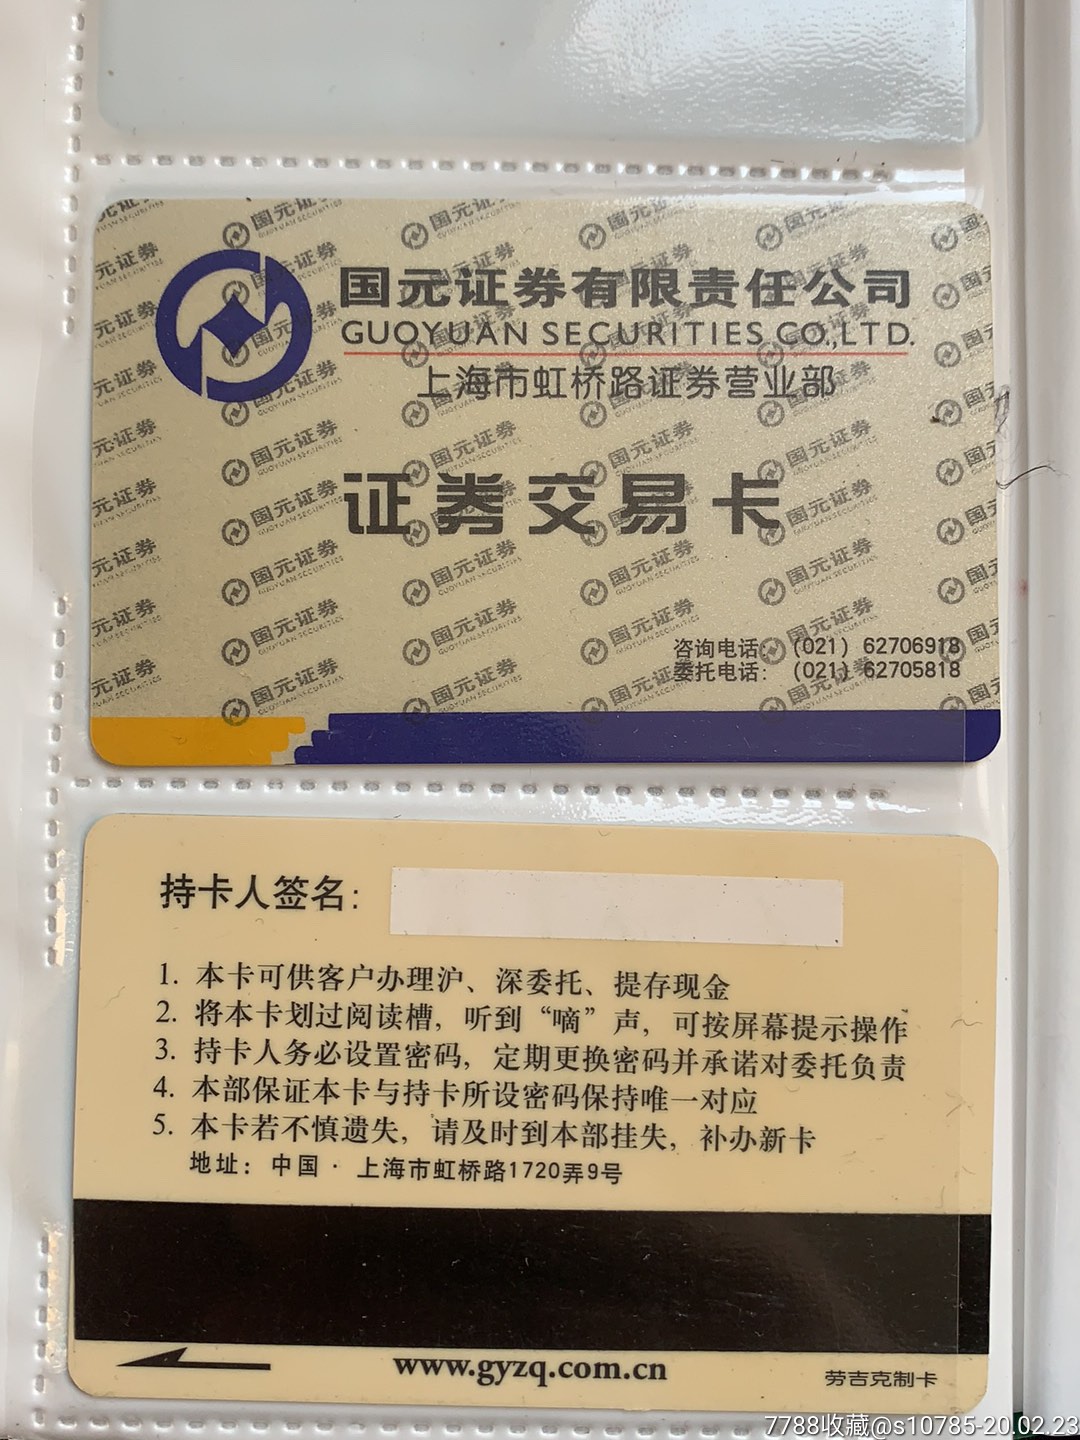 国元证券有限责任公司
GUOYUAN SECURITIES CO.,LTD.
上海市虹桥路证券营业部
证券交易卡
咨询电话：（021）62706918
委托电话：（021）62705818
国元证券
GUOYUAN SECURITIES
持卡人签名：
1. 本卡可供客户办理沪、深委托、提存现金
2. 将本卡划过阅读槽，听到“嘀”声，可按屏幕提示操作
3. 持卡人务必设置密码，定期更换密码并承诺对委托负责
4. 本部保证本卡与持卡所设密码保持唯一对应
5. 本卡若不慎遗失，请及时到本部挂失，补办新卡
地址：中国·上海市虹桥路1720弄9号
www.gyzq.com.cn
劳吉克制卡
7788收藏@s10785-20.02.23